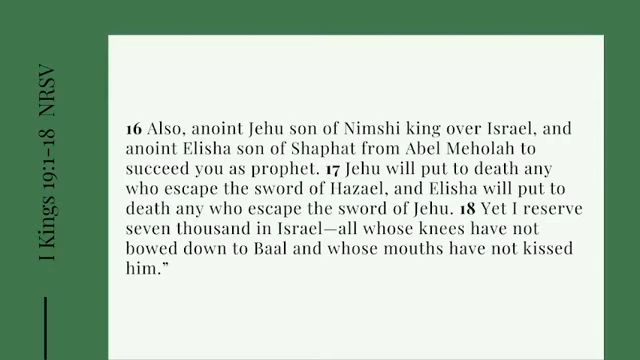 I Kings 19:1-18 NRSV
16 Also, anoint Jehu son of Nimshi king over Israel, and
anoint Elisha son of Shaphat from Abel Meholah to
succeed you as prophet. 17 Jehu will put to death any
who escape the sword of Hazael, and Elisha will put to
death any who escape the sword of Jehu. 18 Yet I reserve
seven thousand in Israel—all whose knees have not
bowed down to Baal and whose mouths have not kissed
him.”